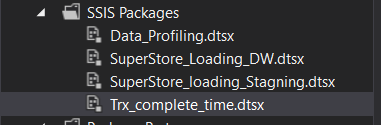 SSIS Packages
Data_Profiling.dtsx
SuperStore_Loading_DW.dtsx
SuperStore_loading_Stagning.dtsx
Trx_complete_time.dtsx